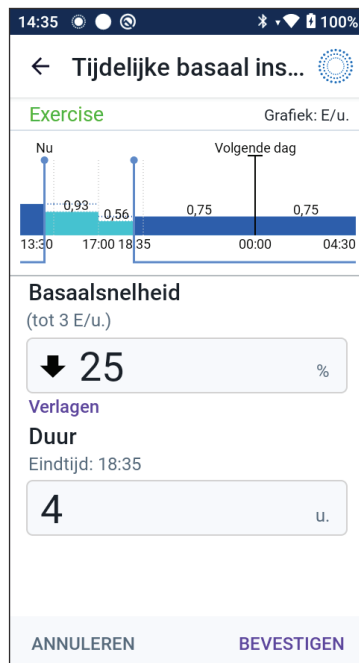 14:35 100%
Tijdelijke basaal ins...
Exercise Grafiek: E/u.
Nu Volgende dag
0,93 0,56 0,75 0,75
13:30 17:00 18:35 00:00 04:30
Basaalsnelheid
(tot 3 E/u.)
25 %
Verlagen
Duur
Eindtijd: 18:35
4 u.
ANNULEREN BEVESTIGEN